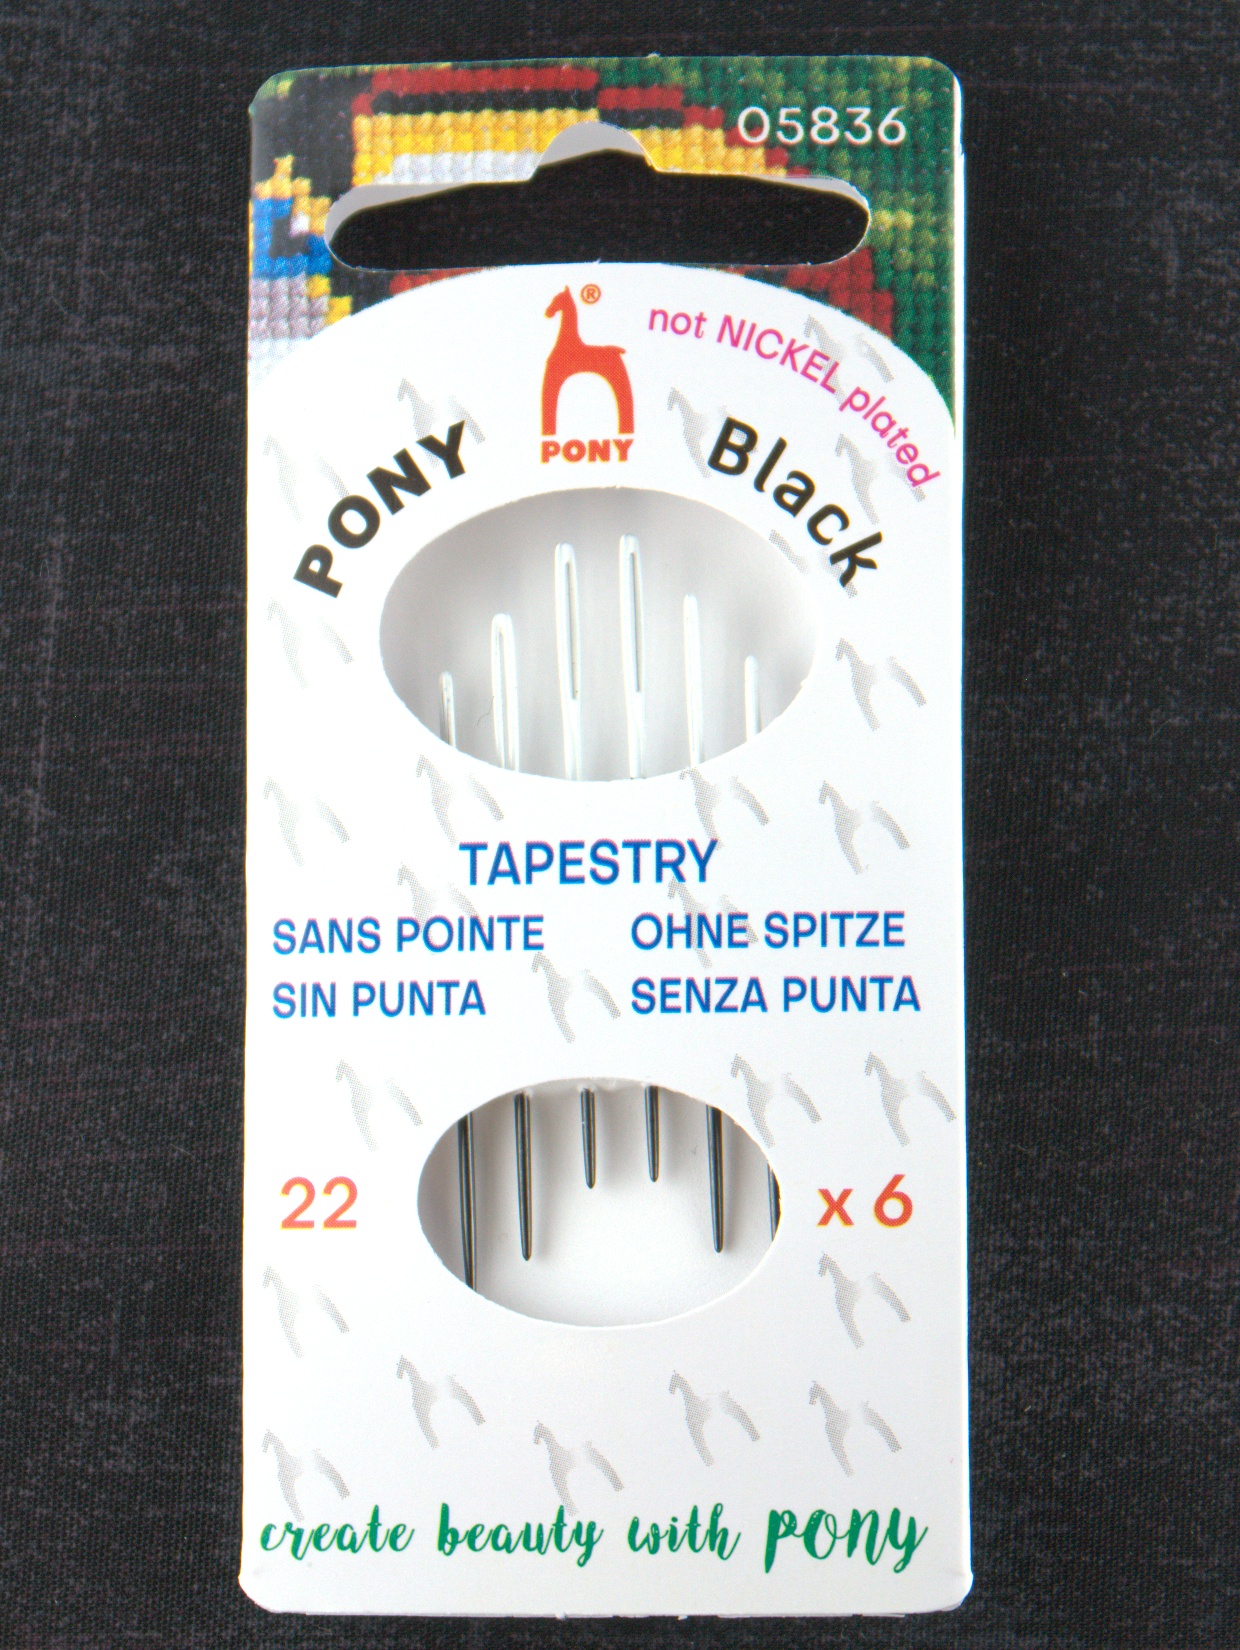 05836
®
PONY
not NICKEL plated
PONY Black
TAPESTRY
SANS POINTE OHNE SPITZE
SIN PUNTA SENZA PUNTA
22 x 6
create beauty with PONY